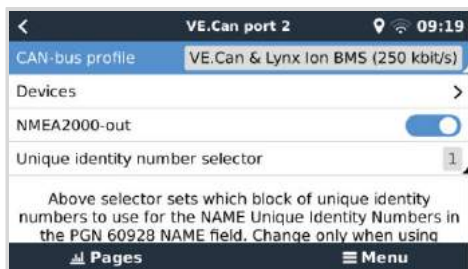 VE.Can port 2 09:19
CAN-bus profile VE.Can & Lynx Ion BMS (250 kbit/s)
Devices
NMEA2000-out
Unique identity number selector 1
Above selector sets which block of unique identity
numbers to use for the NAME Unique Identity Numbers in
the PGN 60928 NAME field. Change only when using
Pages Menu